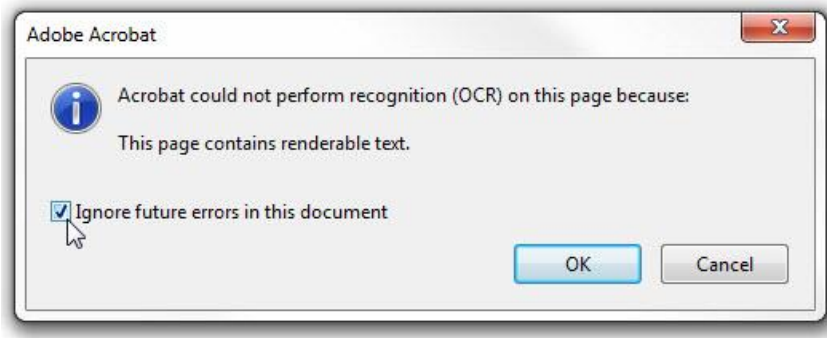 Adobe Acrobat
Acrobat could not perform recognition (OCR) on this page because:
This page contains renderable text.
Ignore future errors in this document
OK Cancel